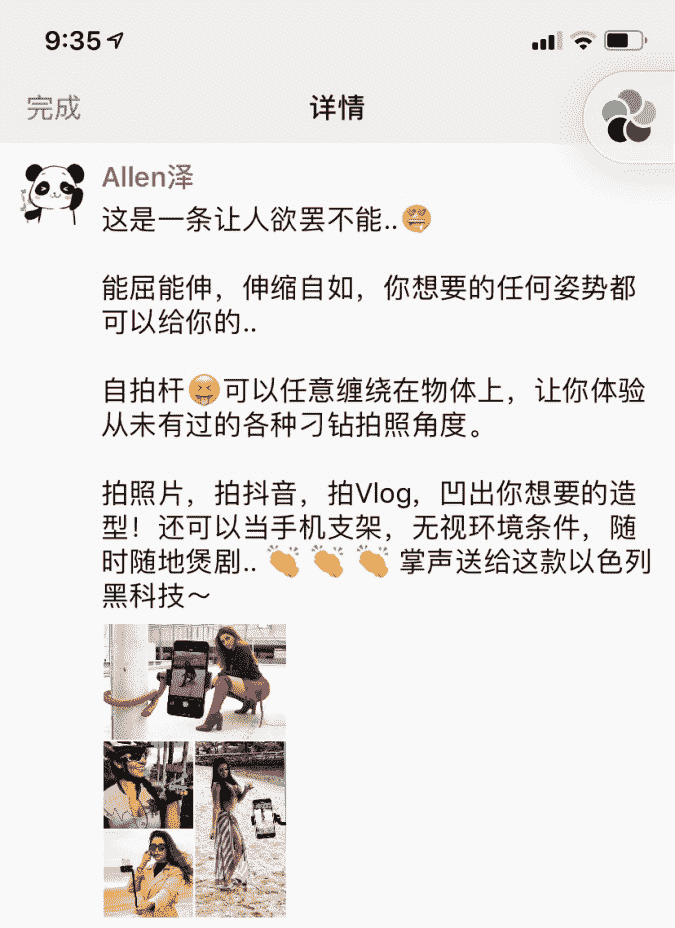 9:35
完成
详情
Allen泽
这是一条让人欲罢不能..
能屈能伸，伸缩自如，你想要的任何姿势都
可以给你的..
自拍杆😝可以任意缠绕在物体上，让你体验
从未有过的各种刁钻拍照角度。
拍照片，拍抖音，拍Vlog，凹出你想要的造
型！还可以当手机支架，无视环境条件，随
时随地煲剧.. 👏 👏 👏 掌声送给这款以色列
黑科技～